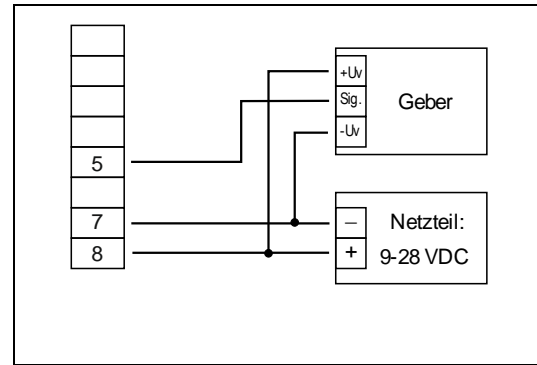 5
7
8
+Uv
Sig.
-Uv
Geber
–
+
Netzteil:
9-28 VDC